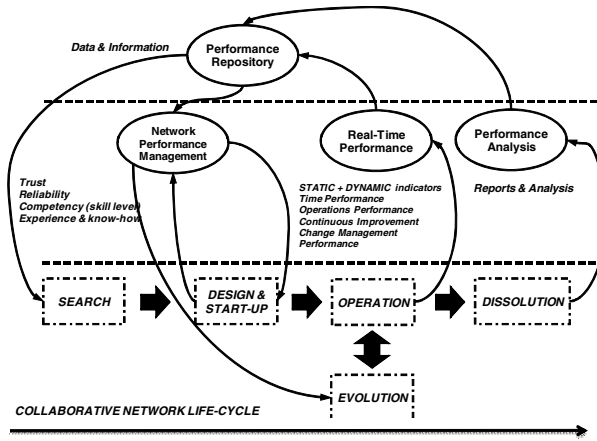 Data & Information
Performance
Repository
Network
Performance
Management
Real-Time
Performance
Performance
Analysis
Trust
Reliability
Competency (skill level)
Experience & know-how
STATIC + DYNAMIC indicators
Time Performance
Operations Performance
Continuous Improvement
Change Management
Performance
Reports & Analysis
SEARCH
DESIGN &
START-UP
OPERATION
DISSOLUTION
EVOLUTION
COLLABORATIVE NETWORK LIFE-CYCLE